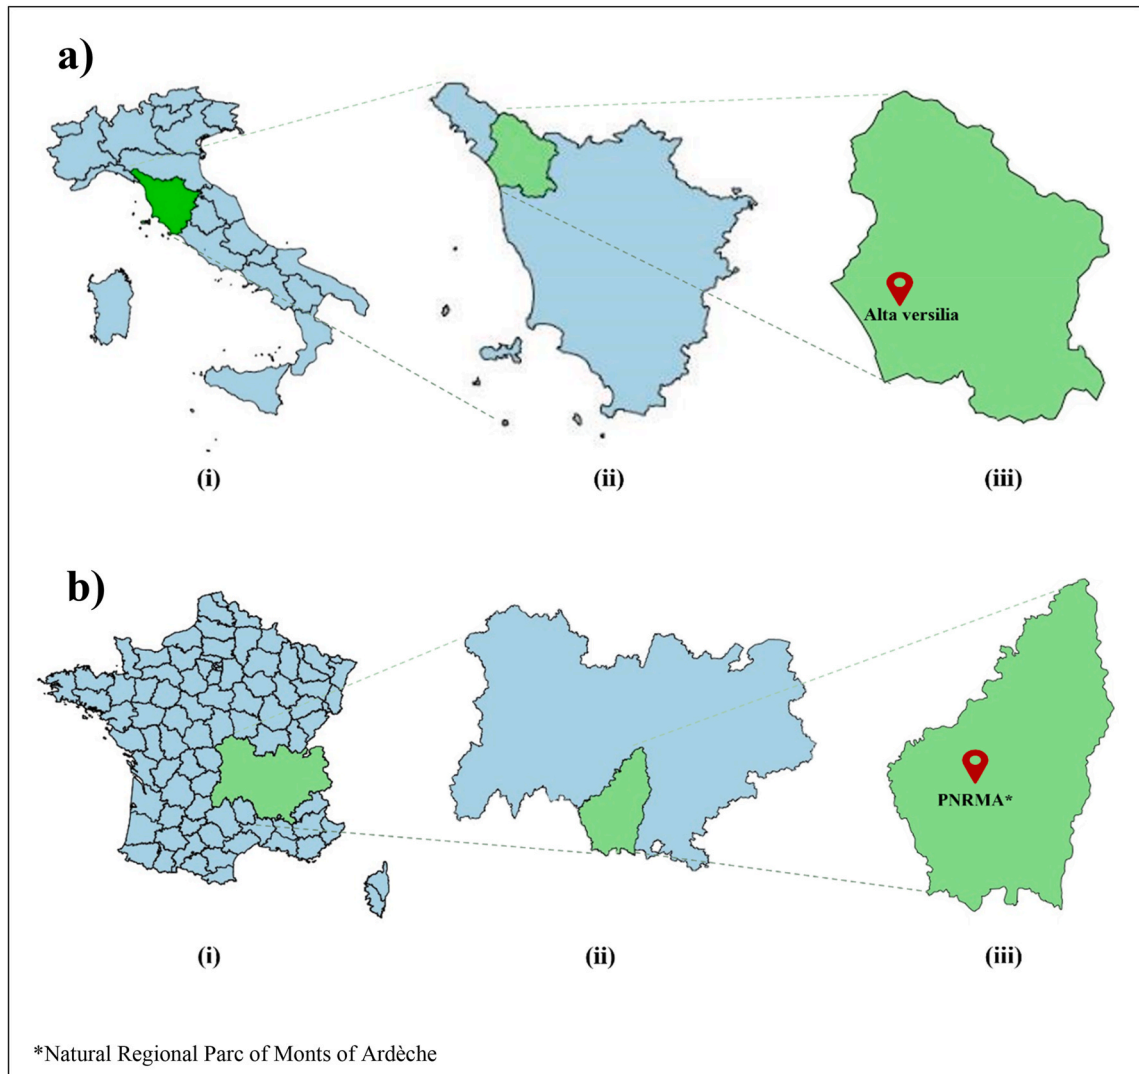 a)
Alta versilia
(i)
(ii)
(iii)
b)
PNRMA*
(i)
(ii)
(iii)
*Natural Regional Parc of Monts of Ardèche